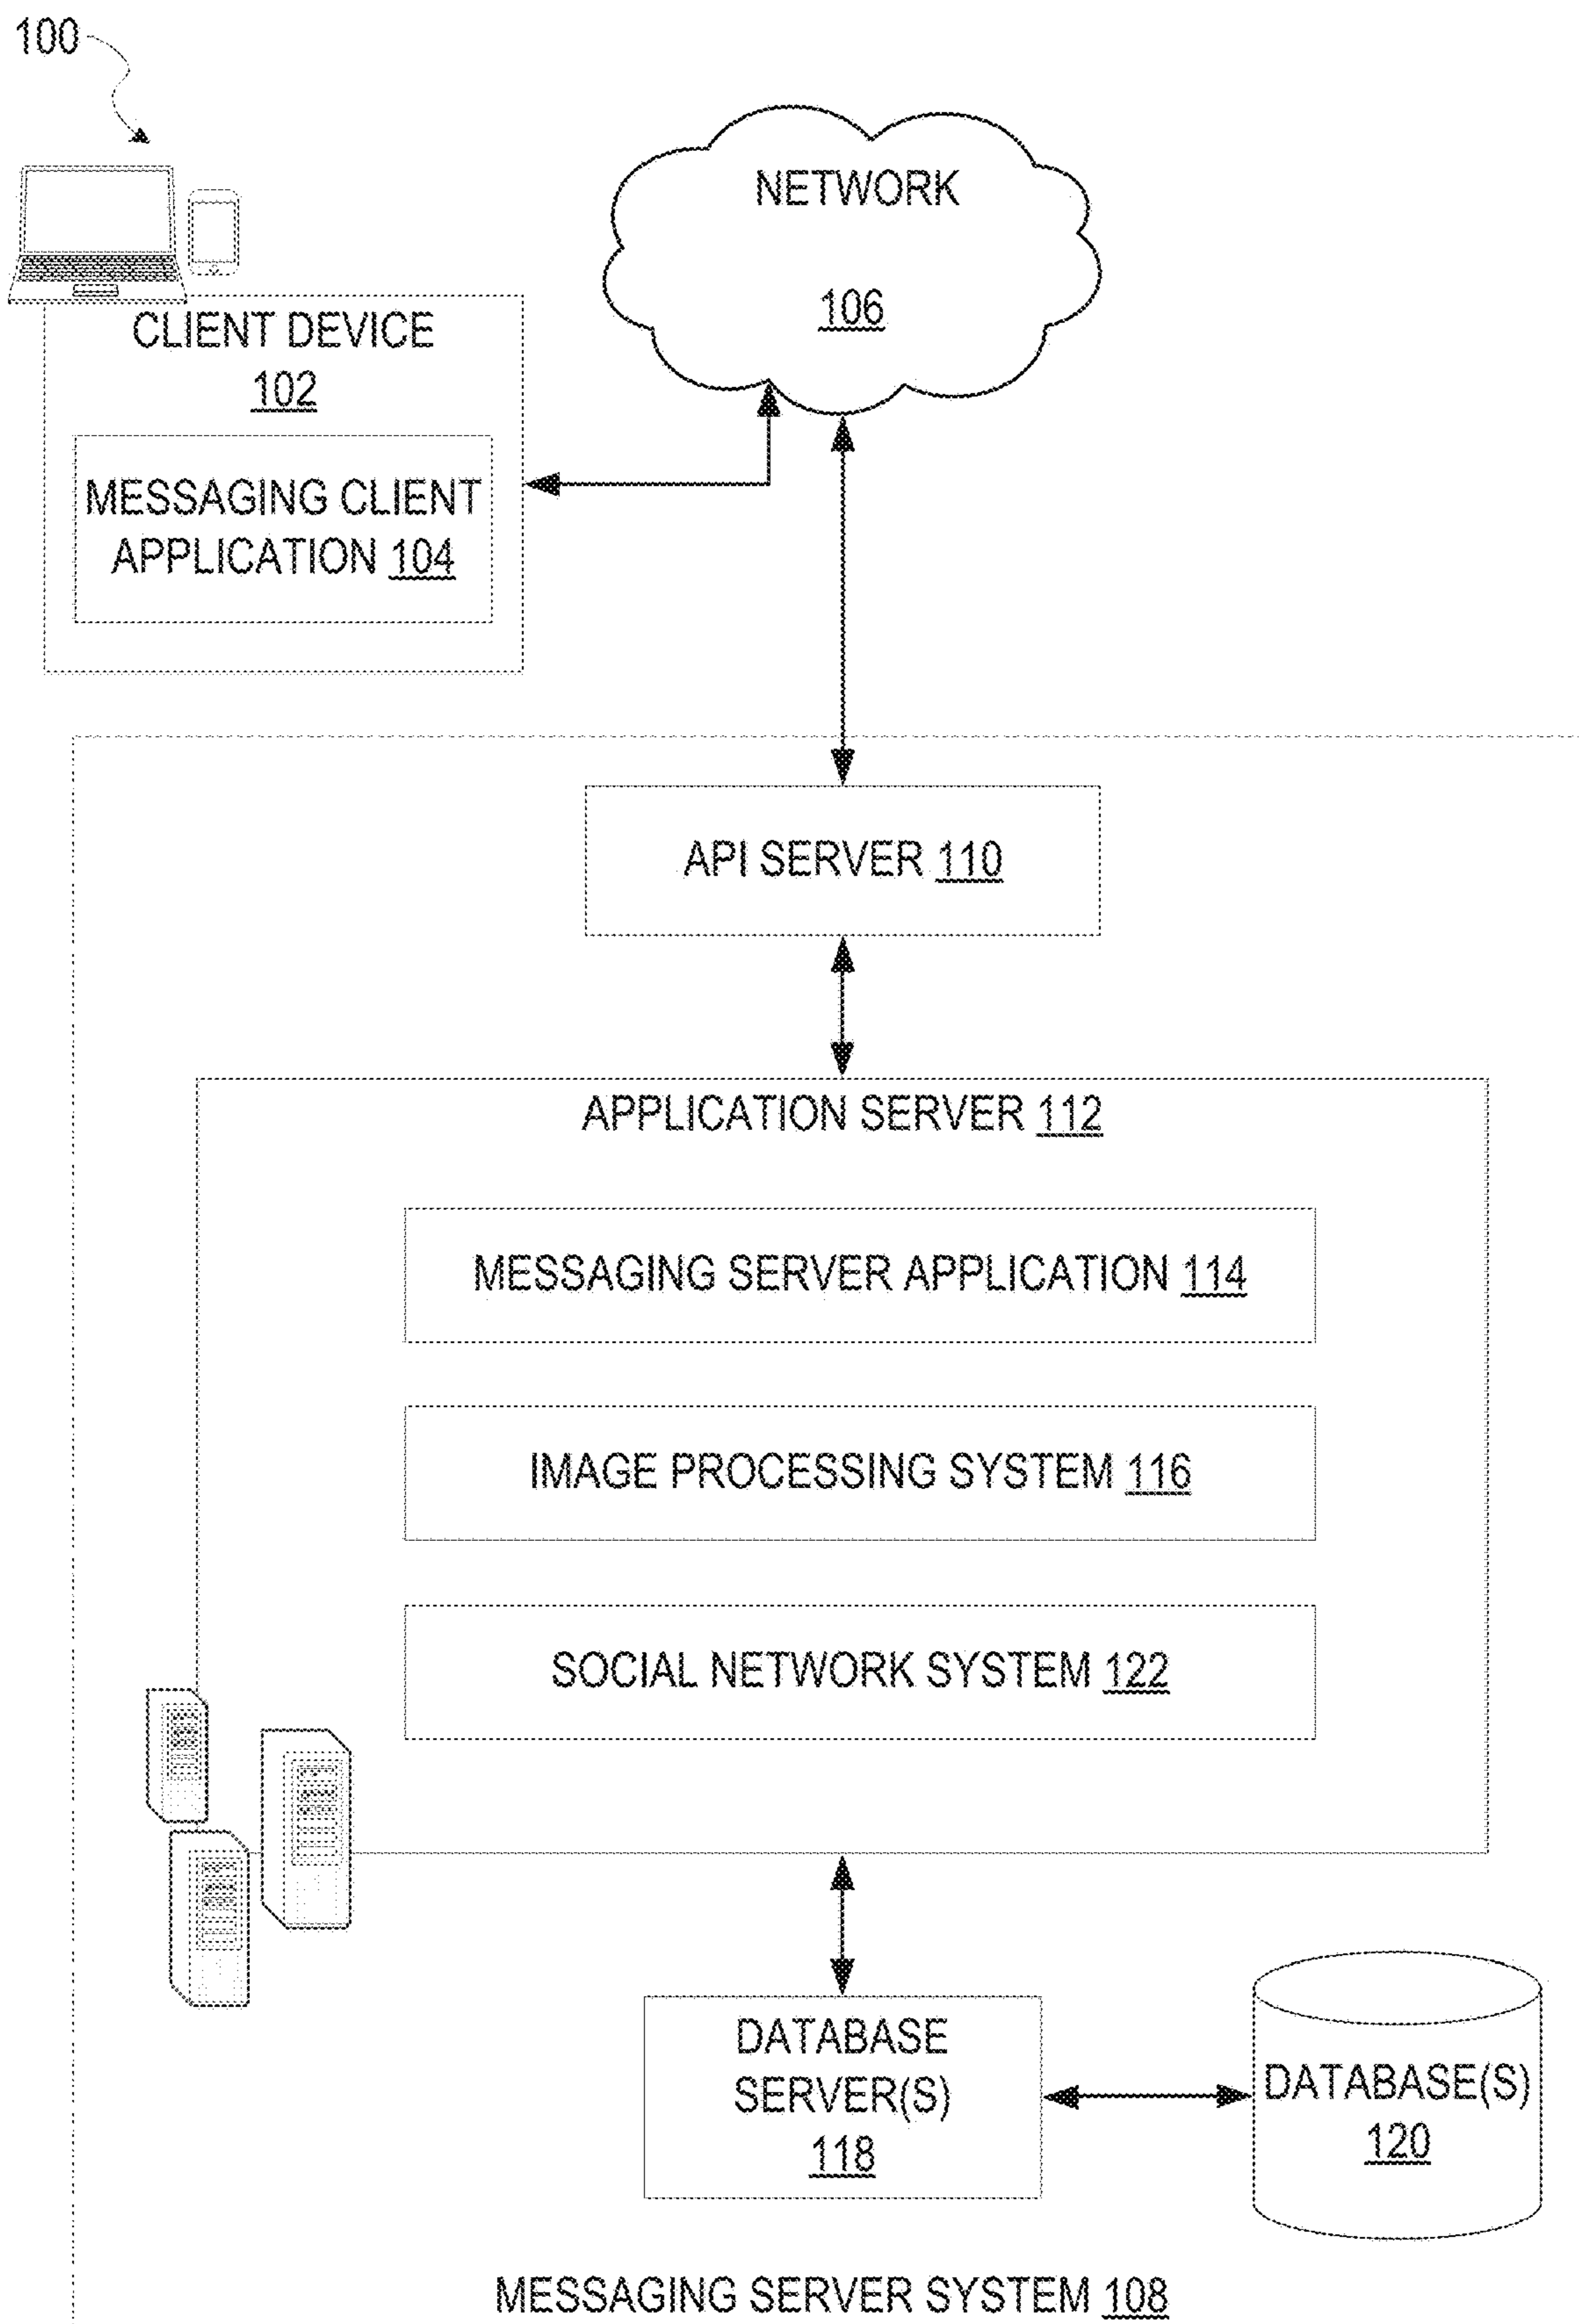 100
NETWORK
106
CLIENT DEVICE
102
MESSAGING CLIENT
APPLICATION 104
API SERVER 110
APPLICATION SERVER 112
MESSAGING SERVER APPLICATION 114
IMAGE PROCESSING SYSTEM 116
SOCIAL NETWORK SYSTEM 122
DATABASE
SERVER(S)
118
DATABASE(S)
120
MESSAGING SERVER SYSTEM 108